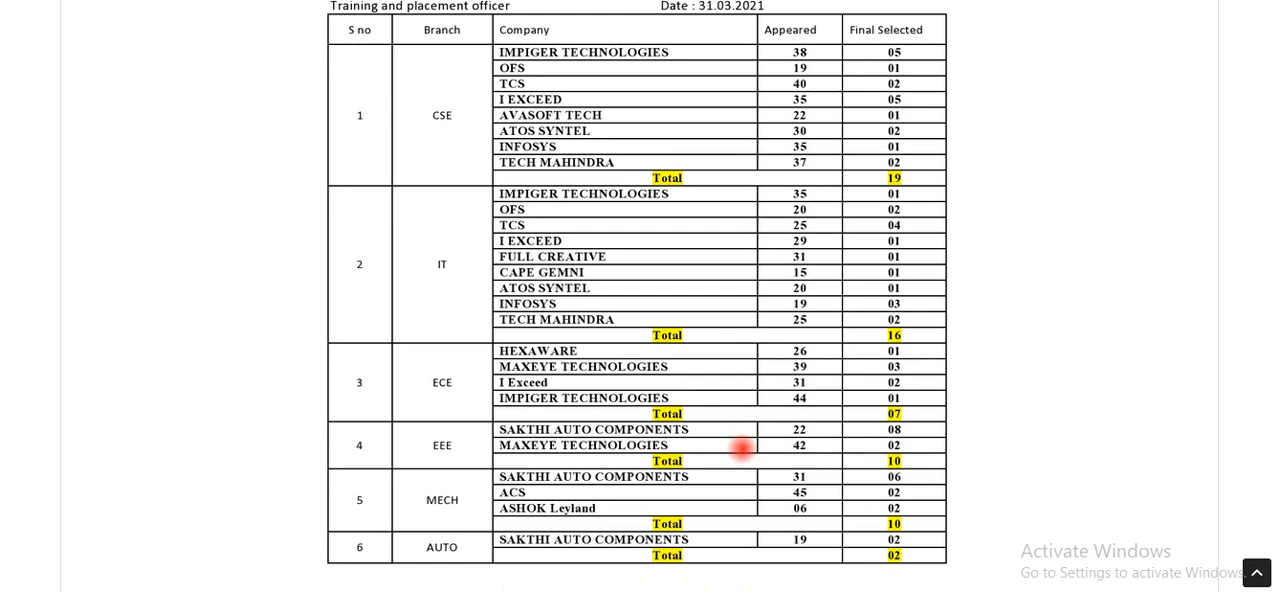 Training and placement officer Date : 31.03.2021
S no Branch Company Appeared Final Selected
IMPIGER TECHNOLOGIES 38 05
OFS 19 01
TCS 40 02
I EXCEED 35 05
1 CSE AVASOFT TECH 22 01
ATOS SYNTEL 30 02
INFOSYS 35 01
TECH MAHINDRA 37 02
Total 19
IMPIGER TECHNOLOGIES 35 01
OFS 20 02
TCS 25 04
I EXCEED 29 01
2 IT FULL CREATIVE 31 01
CAPE GEMNI 15 01
ATOS SYNTEL 20 01
INFOSYS 19 03
TECH MAHINDRA 25 02
Total 16
HEXAWARE 26 01
MAXEYE TECHNOLOGIES 39 03
3 ECE I Exceed 31 02
IMPIGER TECHNOLOGIES 44 01
Total 07
SAKTHI AUTO COMPONENTS 22 08
4 EEE MAXEYE TECHNOLOGIES 42 02
Total 10
SAKTHI AUTO COMPONENTS 31 06
5 MECH ACS 45 02
ASHOK Leyland 06 02
Total 10
SAKTHI AUTO COMPONENTS 19 02
6 AUTO Total 02
Activate Windows
Go to Settings to activate Windows.